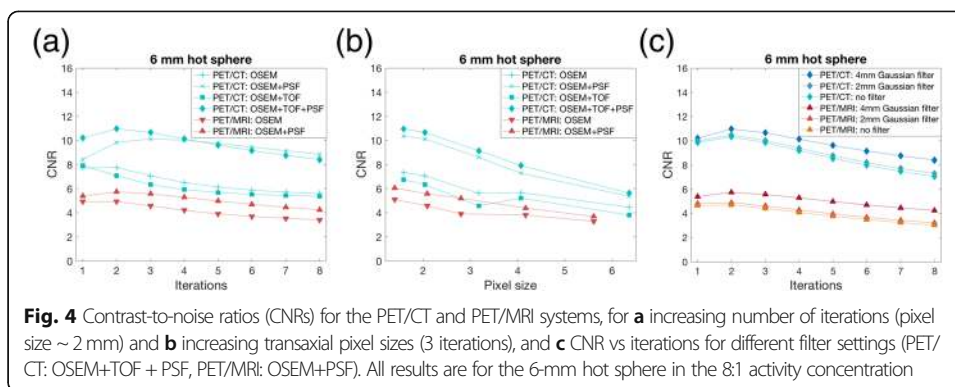 (a)
6 mm hot sphere
PET/CT: OSEM
PET/CT: OSEM+PSF
PET/CT: OSEM+TOF
PET/CT: OSEM+TOF+PSF
PET/MRI: OSEM
PET/MRI: OSEM+PSF
CNR
16
14
12
10
8
6
4
2
0
1 2 3 4 5 6 7 8
Iterations
(b)
6 mm hot sphere
PET/CT: OSEM
PET/CT: OSEM+PSF
PET/CT: OSEM+TOF
PET/CT: OSEM+TOF+PSF
PET/MRI: OSEM
PET/MRI: OSEM+PSF
CNR
16
14
12
10
8
6
4
2
0
2 3 4 5 6
Pixel size
(c)
6 mm hot sphere
PET/CT: 4mm Gaussian filter
PET/CT: 2mm Gaussian filter
PET/CT: no filter
PET/MRI: 4mm Gaussian filter
PET/MRI: 2mm Gaussian filter
PET/MRI: no filter
CNR
16
14
12
10
8
6
4
2
0
1 2 3 4 5 6 7 8
Iterations
Fig. 4 Contrast-to-noise ratios (CNRs) for the PET/CT and PET/MRI systems, for a increasing number of iterations (pixel
size ~ 2 mm) and b increasing transaxial pixel sizes (3 iterations), and c CNR vs iterations for different filter settings (PET/
CT: OSEM+TOF + PSF, PET/MRI: OSEM+PSF). All results are for the 6-mm hot sphere in the 8:1 activity concentration